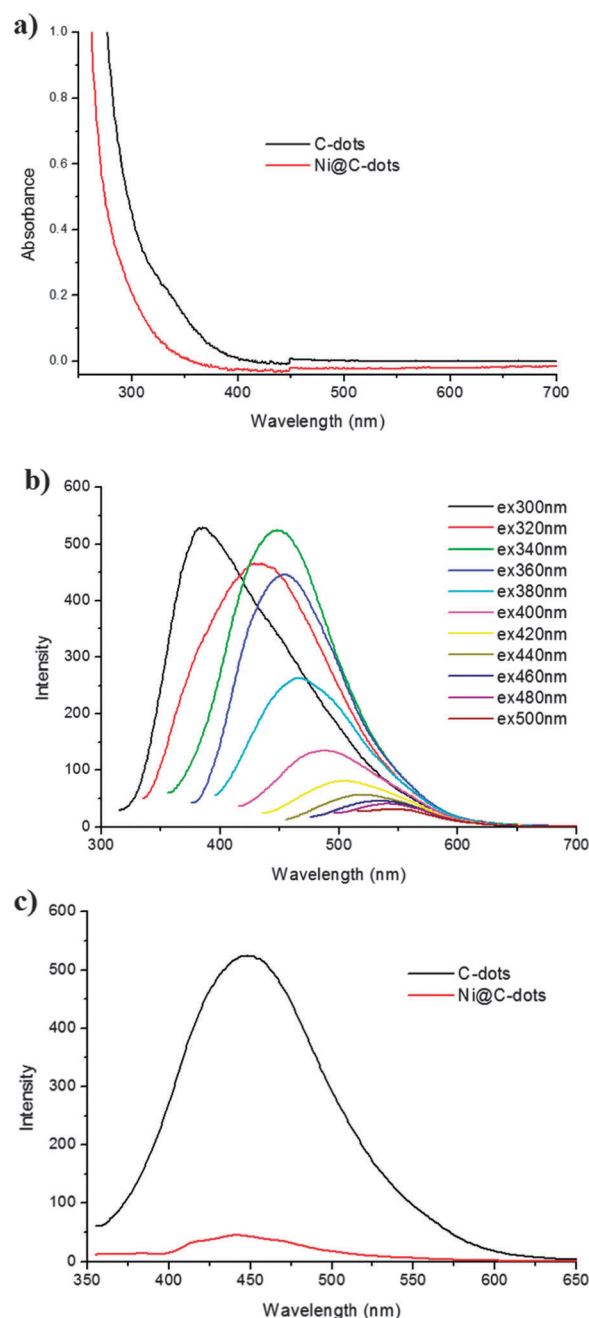 a)
1.0
0.8
0.6
0.4
0.2
0.0
Absorbance
C-dots
Ni@C-dots
300 400 500 600 700
Wavelength (nm)
b)
600
500
400
300
200
100
0
Intensity
ex300nm
ex320nm
ex340nm
ex360nm
ex380nm
ex400nm
ex420nm
ex440nm
ex460nm
ex480nm
ex500nm
300 400 500 600 700
Wavelength (nm)
c)
600
500
400
300
200
100
0
Intensity
C-dots
Ni@C-dots
350 400 450 500 550 600 650
Wavelength (nm)